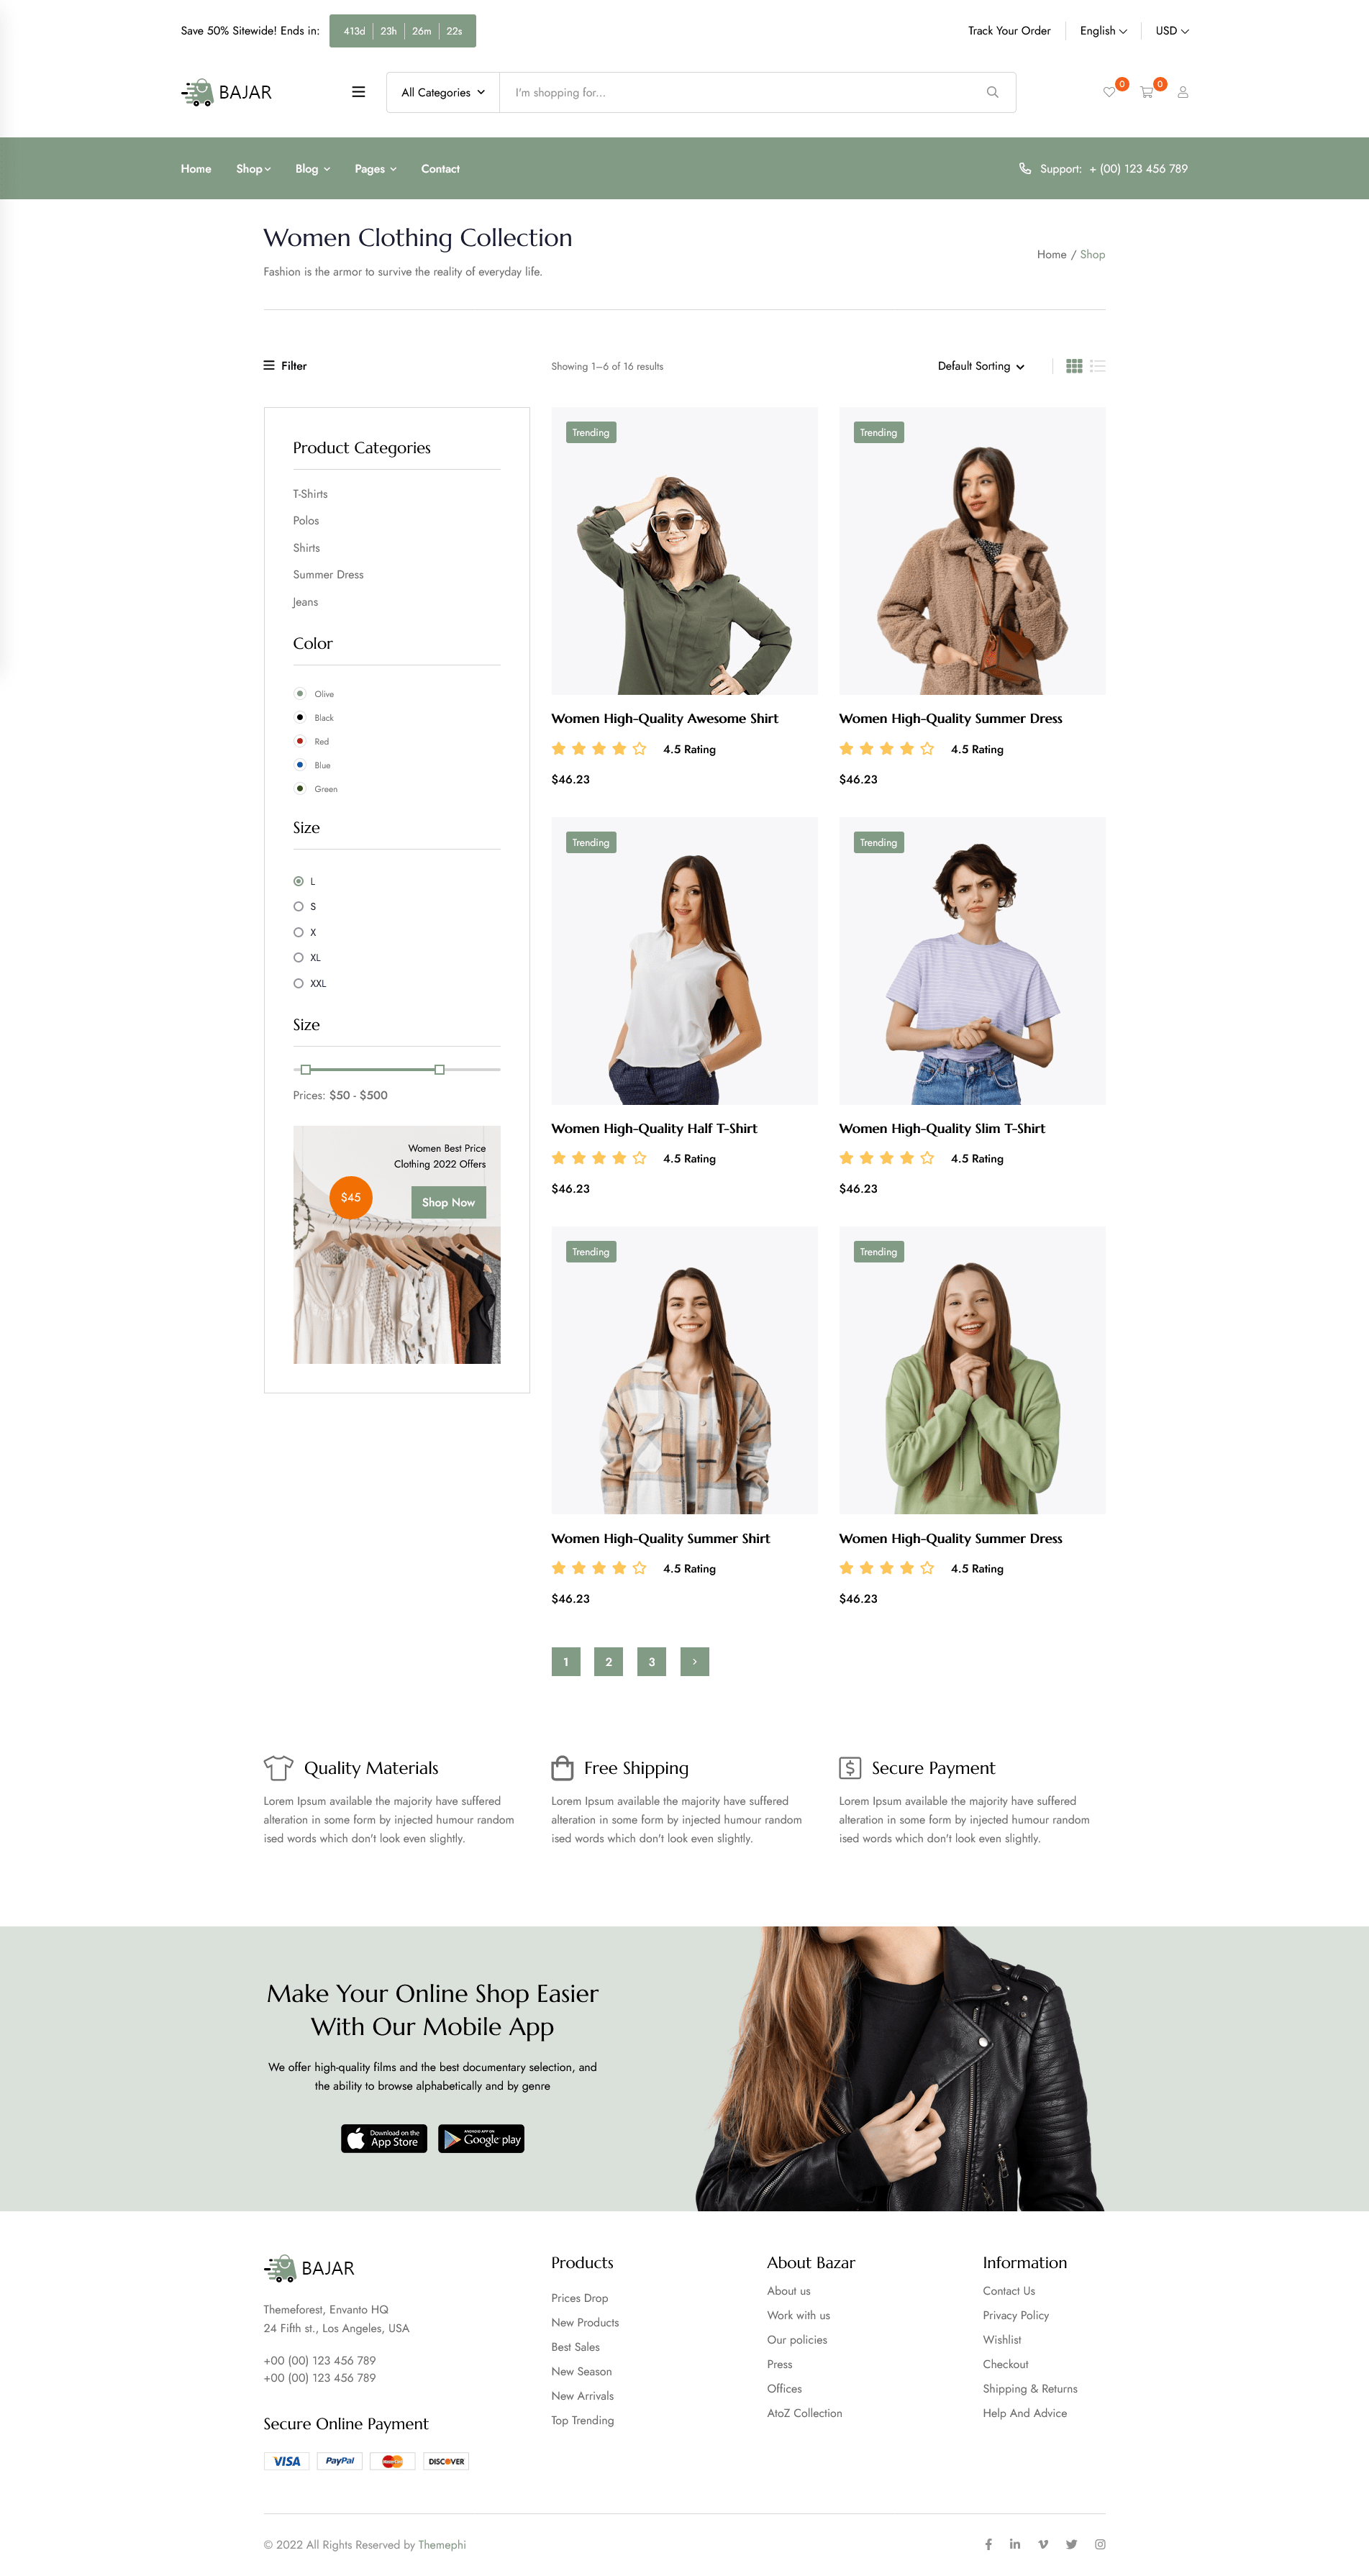 Save 50% Sitewide! Ends in: 413d 23h 26m 22s
Track Your Order English USD
BAJAR
All Categories I'm shopping for...
0 0
Home Shop Blog Pages Contact
Support: + (00) 123 456 789
Women Clothing Collection
Fashion is the armor to survive the reality of everyday life.
Home / Shop
Filter
Showing 1–6 of 16 results
Default Sorting
Product Categories
T-Shirts
Polos
Shirts
Summer Dress
Jeans
Color
Olive
Black
Red
Blue
Green
Size
L
S
X
XL
XXL
Size
Prices: $50 - $500
Women Best Price
Clothing 2022 Offers
$45
Shop Now
Trending
Women High-Quality Awesome Shirt
4.5 Rating
$46.23
Trending
Women High-Quality Summer Dress
4.5 Rating
$46.23
Trending
Women High-Quality Half T-Shirt
4.5 Rating
$46.23
Trending
Women High-Quality Slim T-Shirt
4.5 Rating
$46.23
Trending
Women High-Quality Summer Shirt
4.5 Rating
$46.23
Trending
Women High-Quality Summer Dress
4.5 Rating
$46.23
1 2 3
Quality Materials
Lorem Ipsum available the majority have suffered
alteration in some form by injected humour random
ised words which don't look even slightly.
Free Shipping
Lorem Ipsum available the majority have suffered
alteration in some form by injected humour random
ised words which don't look even slightly.
Secure Payment
Lorem Ipsum available the majority have suffered
alteration in some form by injected humour random
ised words which don't look even slightly.
Make Your Online Shop Easier
With Our Mobile App
We offer high-quality films and the best documentary selection, and
the ability to browse alphabetically and by genre
Download on the
App Store
ANDROID APP ON
Google play
BAJAR
Themeforest, Envanto HQ
24 Fifth st., Los Angeles, USA
+00 (00) 123 456 789
+00 (00) 123 456 789
Secure Online Payment
VISA PayPal MasterCard DISCOVER
Products
Prices Drop
New Products
Best Sales
New Season
New Arrivals
Top Trending
About Bazar
About us
Work with us
Our policies
Press
Offices
AtoZ Collection
Information
Contact Us
Privacy Policy
Wishlist
Checkout
Shipping & Returns
Help And Advice
© 2022 All Rights Reserved by Themephi